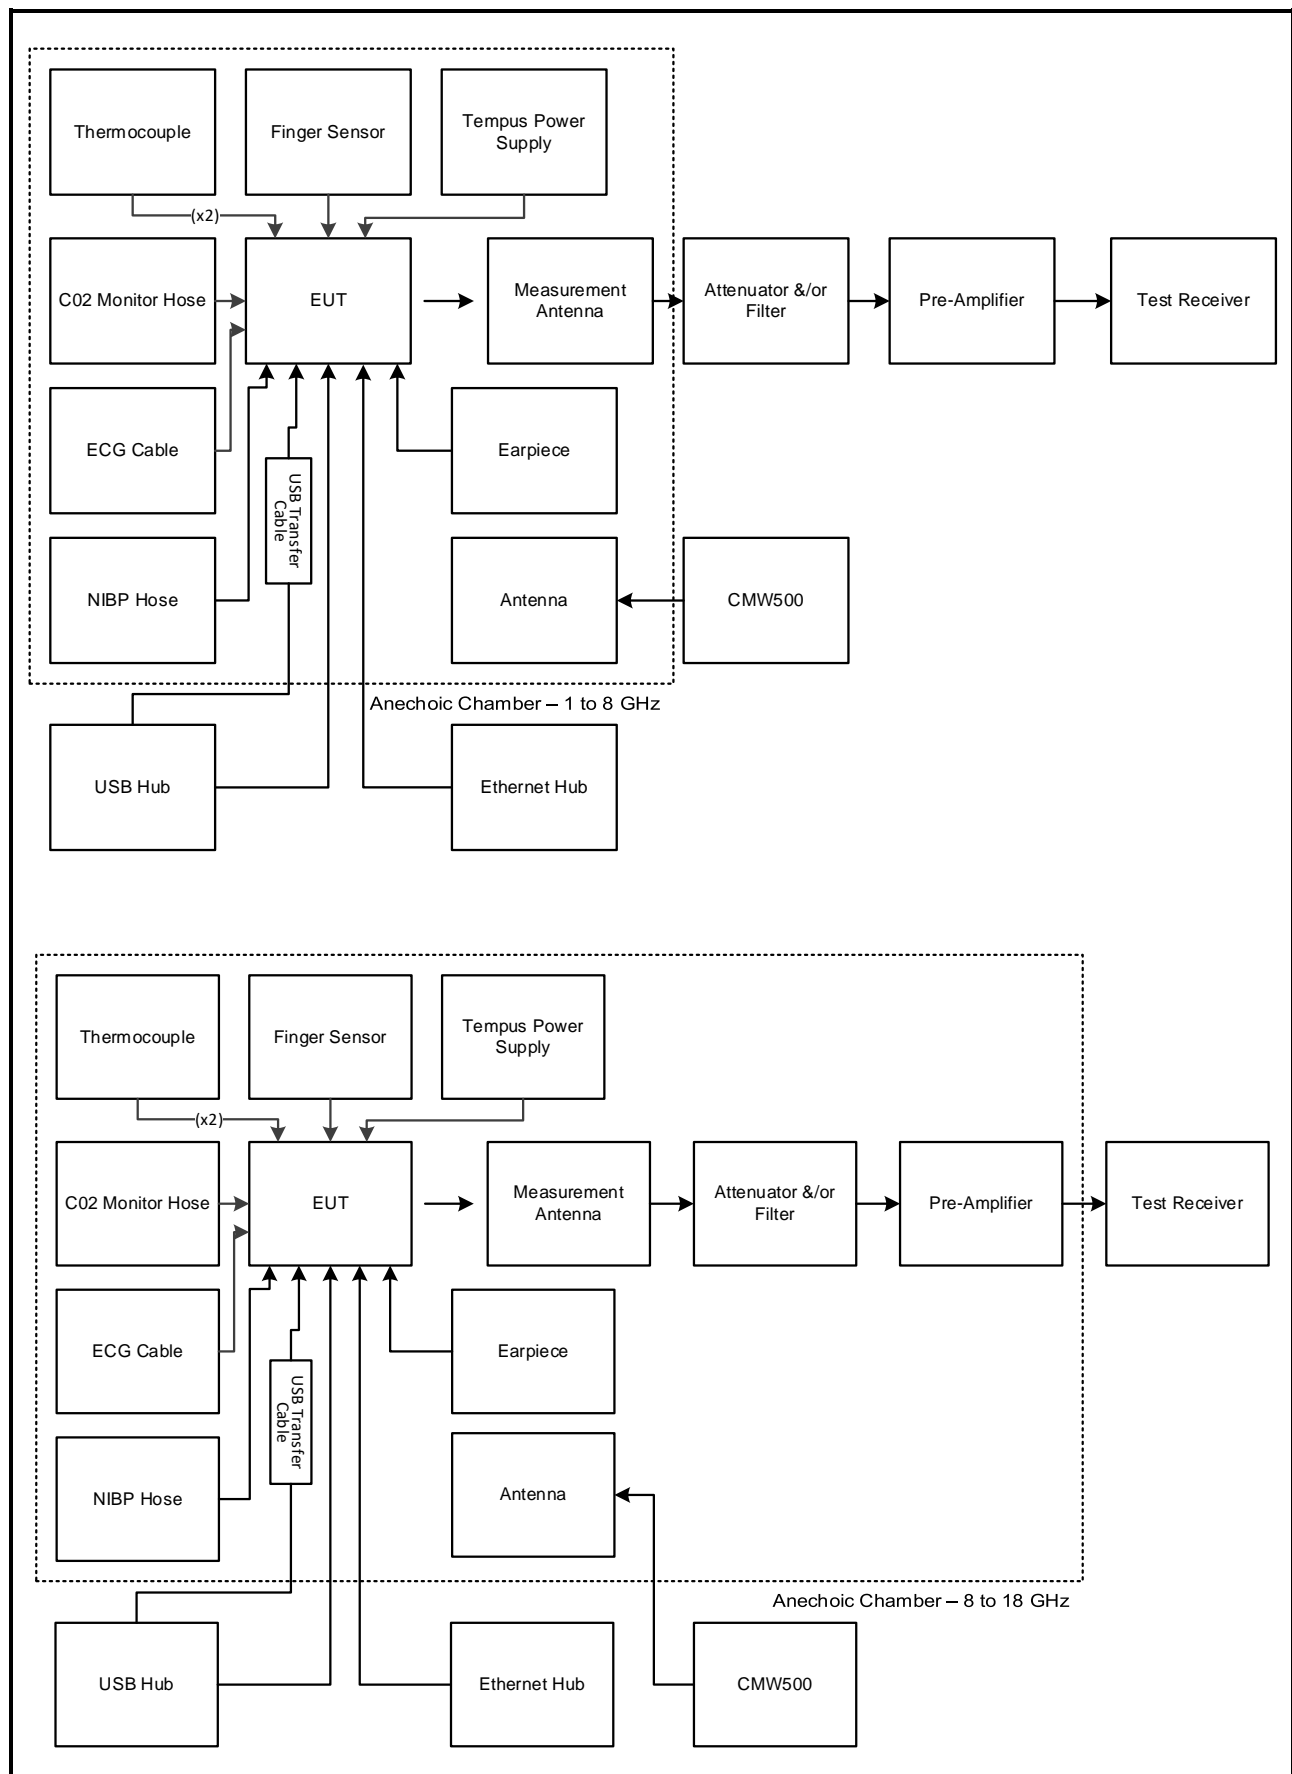 Thermocouple
Finger Sensor
Tempus Power
Supply
(x2)
C02 Monitor Hose
EUT
Measurement
Antenna
Attenuator &/or
Filter
Pre-Amplifier
Test Receiver
ECG Cable
USB Transfer
Cable
Earpiece
NIBP Hose
Antenna
CMW500
Anechoic Chamber – 1 to 8 GHz
USB Hub
Ethernet Hub
Thermocouple
Finger Sensor
Tempus Power
Supply
(x2)
C02 Monitor Hose
EUT
Measurement
Antenna
Attenuator &/or
Filter
Pre-Amplifier
Test Receiver
ECG Cable
USB Transfer
Cable
Earpiece
NIBP Hose
Antenna
Anechoic Chamber – 8 to 18 GHz
USB Hub
Ethernet Hub
CMW500